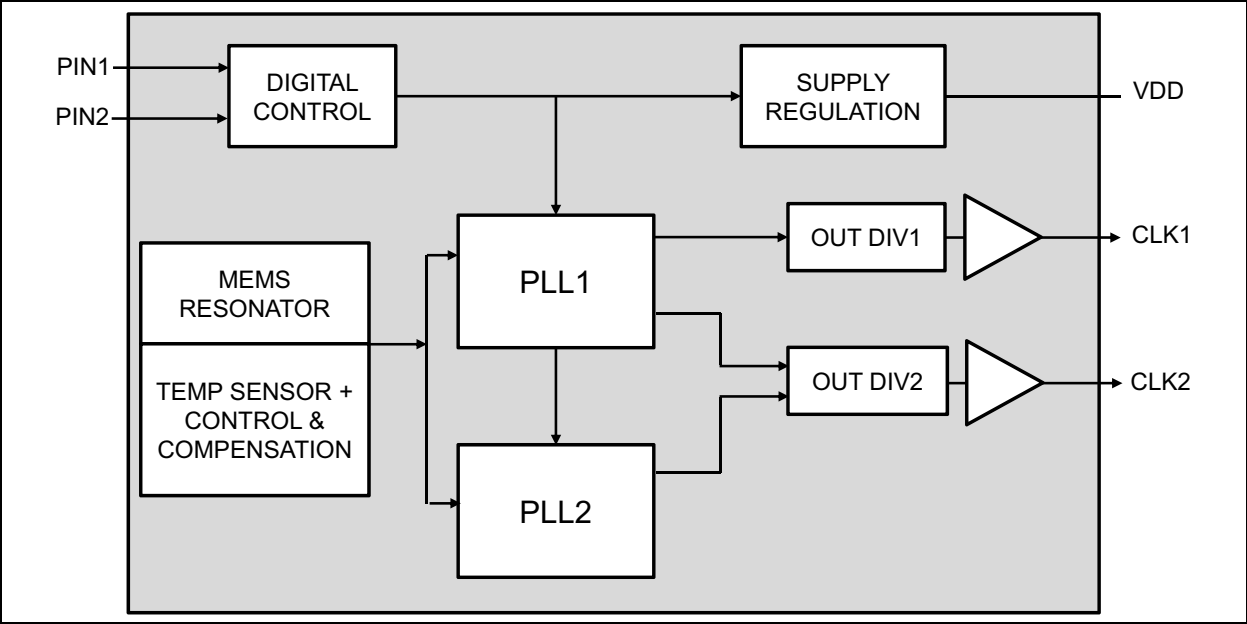 PIN1
PIN2
DIGITAL
CONTROL
SUPPLY
REGULATION
VDD
MEMS
RESONATOR
TEMP SENSOR +
CONTROL &
COMPENSATION
PLL1
PLL2
OUT DIV1
CLK1
OUT DIV2
CLK2